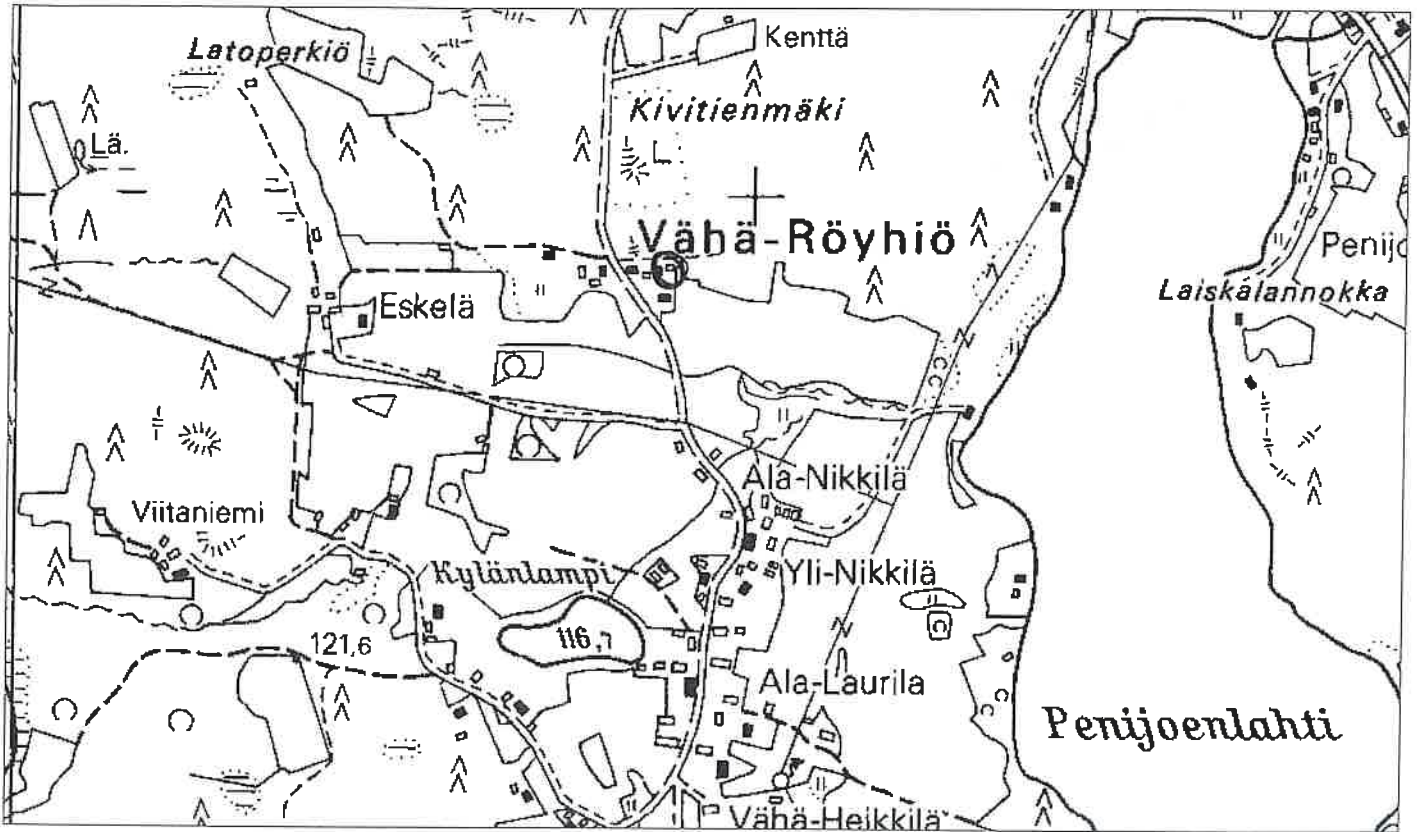 Kenttä
Latoperkiö
Kivitienmäki
Lä.
Vähä-Röyhiö
Penijo
Laiskalannokka
Eskelä
Ala-Nikkilä
Viitaniemi
Kylänlampi
Yli-Nikkilä
116,7
121,6
Ala-Laurila
Penijoenlahti
Vähä-Heikkilä